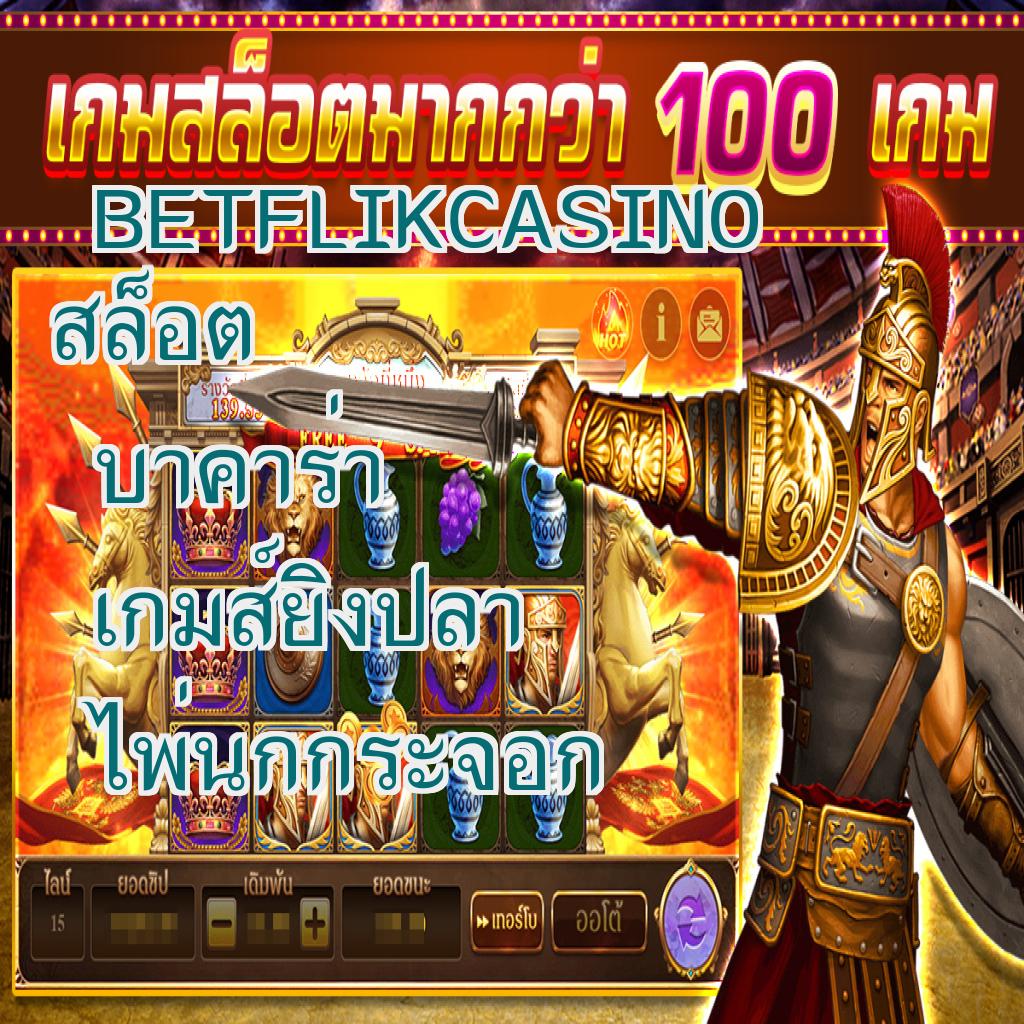 เกมสล็อตมากกว่า 100 เกม
BETFLIKCASINO
สล็อต
HOT
บาคาร่า
เกมส์ยิงปลา
ไพ่นกกระจอก
ไลน์ ยอดชิป เดิมพัน ยอดชนะ
15 เทอร์โบ ออโต้